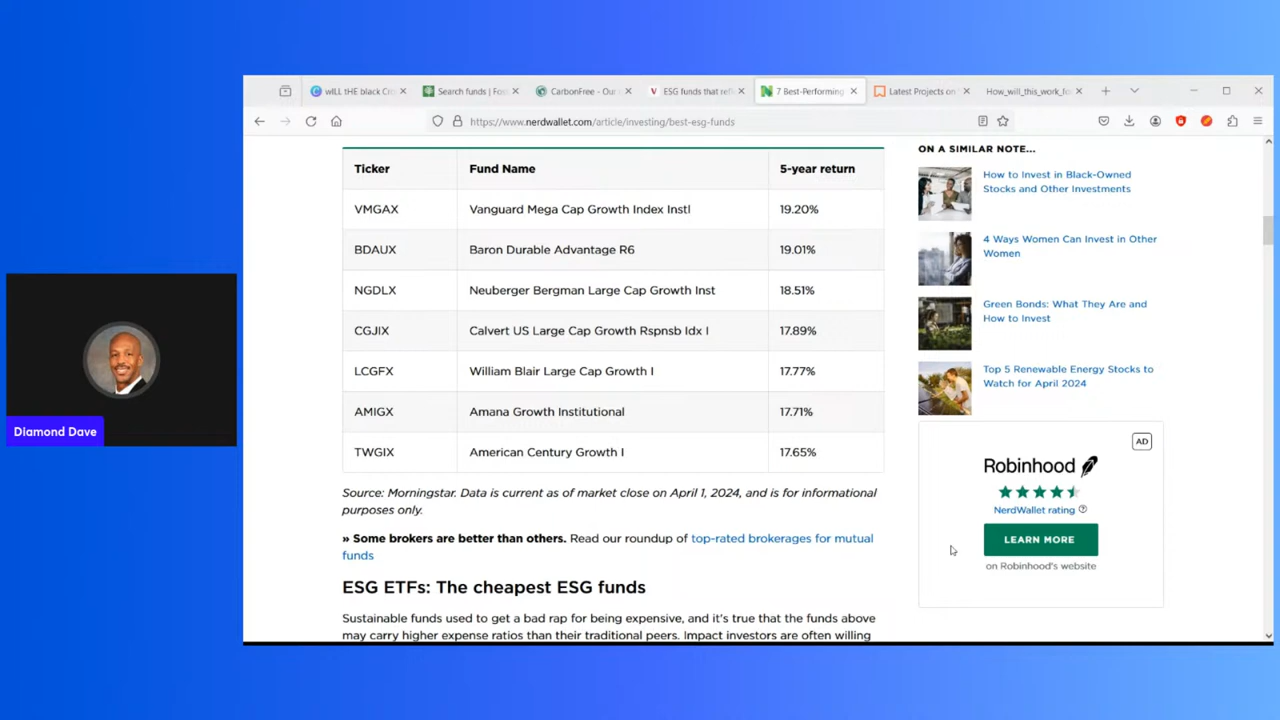 wILL tHE black Cr
Search funds | Fos
CarbonFree - Our
ESG funds that refl
7 Best-Performing
Latest Projects on
How_will_this_work_fo
https://www.nerdwallet.com/article/investing/best-esg-funds
Ticker Fund Name 5-year return
VMGAX Vanguard Mega Cap Growth Index Instl 19.20%
BDAUX Baron Durable Advantage R6 19.01%
NGDLX Neuberger Bergman Large Cap Growth Inst 18.51%
CGJIX Calvert US Large Cap Growth Rspnsb Idx I 17.89%
LCGFX William Blair Large Cap Growth I 17.77%
AMIGX Amana Growth Institutional 17.71%
TWGIX American Century Growth I 17.65%
Source: Morningstar. Data is current as of market close on April 1, 2024, and is for informational
purposes only.
» Some brokers are better than others. Read our roundup of top-rated brokerages for mutual
funds
ESG ETFs: The cheapest ESG funds
Sustainable funds used to get a bad rap for being expensive, and it's true that the funds above
may carry higher expense ratios than their traditional peers. Impact investors are often willing
ON A SIMILAR NOTE...
How to Invest in Black-Owned
Stocks and Other Investments
4 Ways Women Can Invest in Other
Women
Green Bonds: What They Are and
How to Invest
Top 5 Renewable Energy Stocks to
Watch for April 2024
AD
Robinhood
NerdWallet rating
LEARN MORE
on Robinhood's website
Diamond Dave